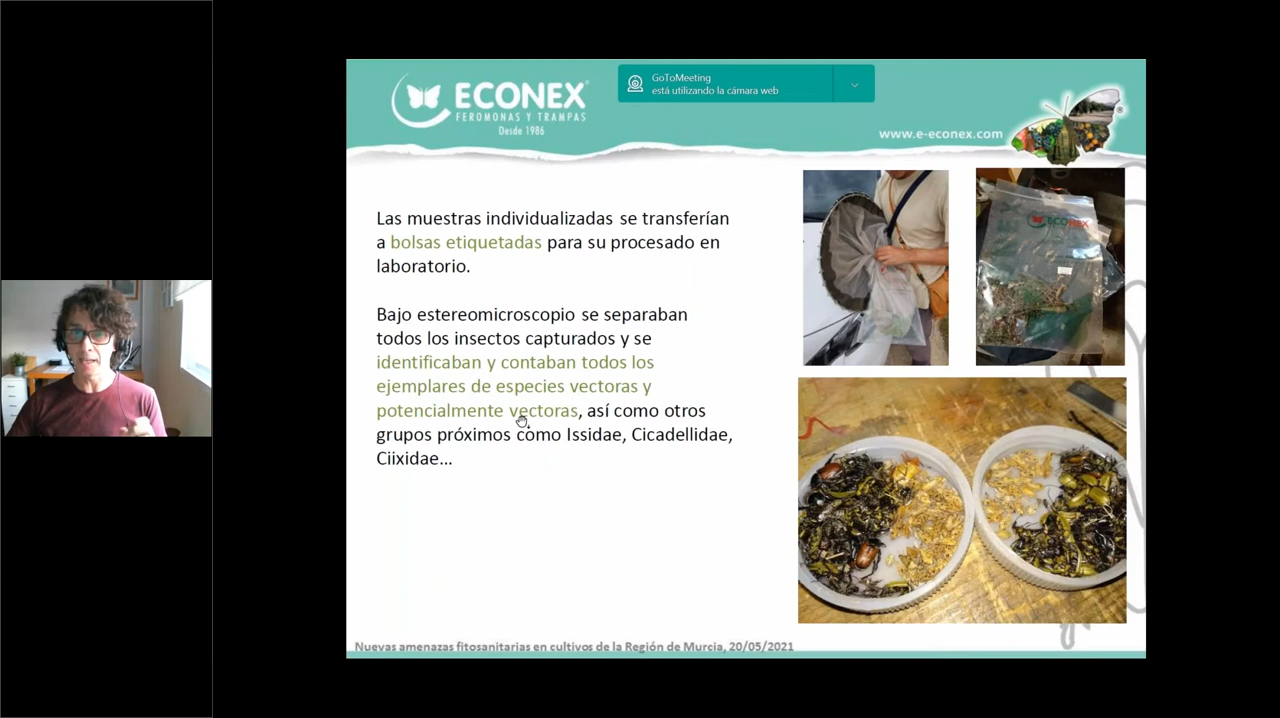 ECONEX
FEROMONAS Y TRAMPAS
Desde 1986
GoToMeeting
está utilizando la cámara web
www.e-econex.com
Las muestras individualizadas se transferían
a bolsas etiquetadas para su procesado en
laboratorio.
Bajo estereomicroscopio se separaban
todos los insectos capturados y se
identificaban y contaban todos los
ejemplares de especies vectoras y
potencialmente vectoras, así como otros
grupos próximos como Issidae, Cicadellidae,
Ciixidae...
ECONEX
Nuevas amenazas fitosanitarias en cultivos de la Región de Murcia, 20/05/2021